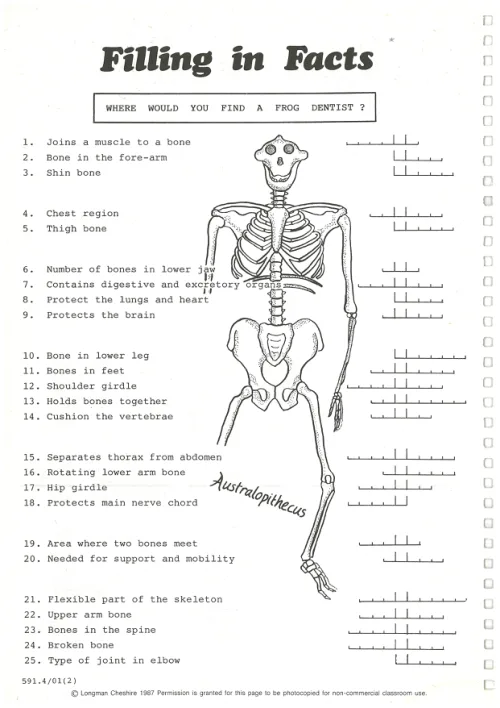 Filling in Facts
WHERE WOULD YOU FIND A FROG DENTIST ?
1. Joins a muscle to a bone
2. Bone in the fore-arm
3. Shin bone
4. Chest region
5. Thigh bone
6. Number of bones in lower jaw
7. Contains digestive and excretory organs
8. Protect the lungs and heart
9. Protects the brain
10. Bone in lower leg
11. Bones in feet
12. Shoulder girdle
13. Holds bones together
14. Cushion the vertebrae
15. Separates thorax from abdomen
16. Rotating lower arm bone
17. Hip girdle
18. Protects main nerve chord
Australopithecus
19. Area where two bones meet
20. Needed for support and mobility
21. Flexible part of the skeleton
22. Upper arm bone
23. Bones in the spine
24. Broken bone
25. Type of joint in elbow
591.4/01(2)
© Longman Cheshire 1987 Permission is granted for this page to be photocopied for non-commercial classroom use.